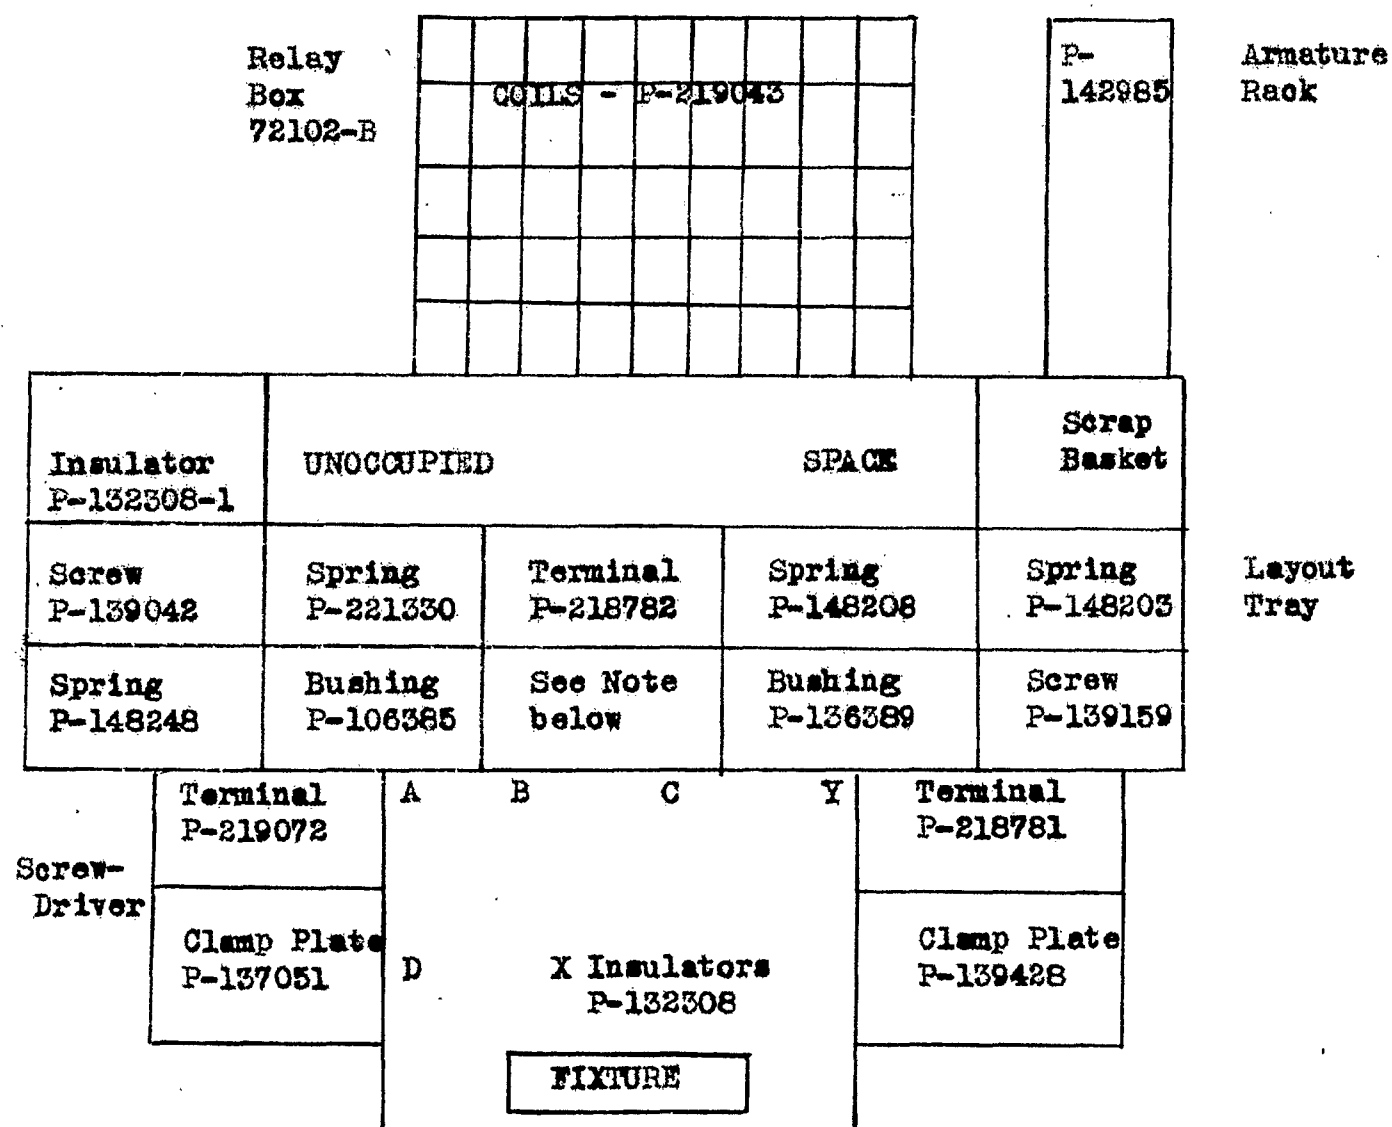 Relay
Box
72102-B
COILS - P-219043
P-
142985
Armature
Rack
Insulator
P-132308-1
UNOCCUPIED SPACE
Scrap
Basket
Screw
P-139042
Spring
P-221330
Terminal
P-218782
Spring
P-148208
Spring
P-148203
Layout
Tray
Spring
P-148248
Bushing
P-106385
See Note
below
Bushing
P-136389
Screw
P-139159
Terminal
P-219072
A B C Y
Terminal
P-218781
Screw-
Driver
Clamp Plate
P-137051
D
X Insulators
P-132308
Clamp Plate
P-139428
FIXTURE